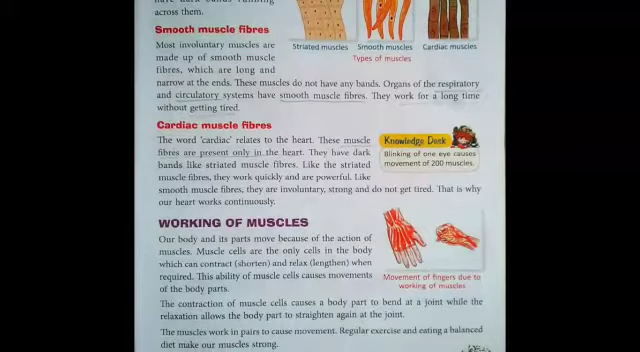 have dark bands running
across them.
Smooth muscle fibres
Most involuntary muscles are
made up of smooth muscle
fibres, which are long and
narrow at the ends. These muscles do not have any bands. Organs of the respiratory
and circulatory systems have smooth muscle fibres. They work for a long time
without getting tired.
Striated muscles Smooth muscles Cardiac muscles
Types of muscles
Cardiac muscle fibres
The word 'cardiac' relates to the heart. These muscle
fibres are present only in the heart. They have dark
bands like striated muscle fibres. Like the striated
muscle fibres, they work quickly and are powerful. Like
smooth muscle fibres, they are involuntary, strong and do not get tired. That is why
our heart works continuously.
Knowledge Desk
Blinking of one eye causes
movement of 200 muscles.
WORKING OF MUSCLES
Our body and its parts move because of the action of
muscles. Muscle cells are the only cells in the body
which can contract (shorten) and relax (lengthen) when
required. This ability of muscle cells causes movements
of the body parts.
Movement of fingers due to
working of muscles
The contraction of muscle cells causes a body part to bend at a joint while the
relaxation allows the body part to straighten again at the joint.
The muscles work in pairs to cause movement. Regular exercise and eating a balanced
diet make our muscles strong.